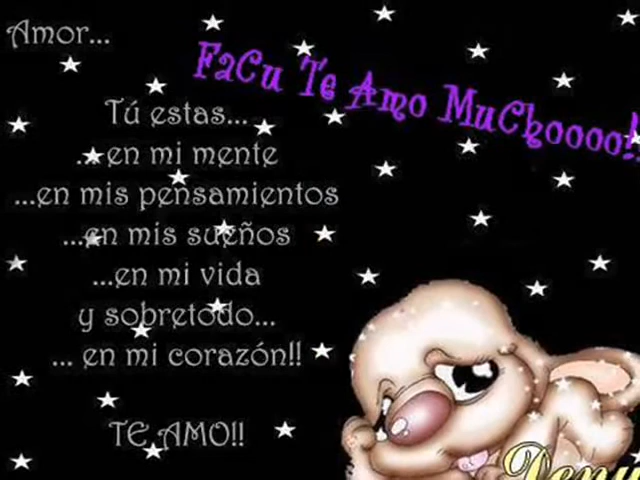 Amor...
FaCu Te Amo MuChoooo!!
Tú estas...
...en mi mente
...en mis pensamientos
...en mis sueños
...en mi vida
y sobretodo...
... en mi corazón!!
TE AMO!!